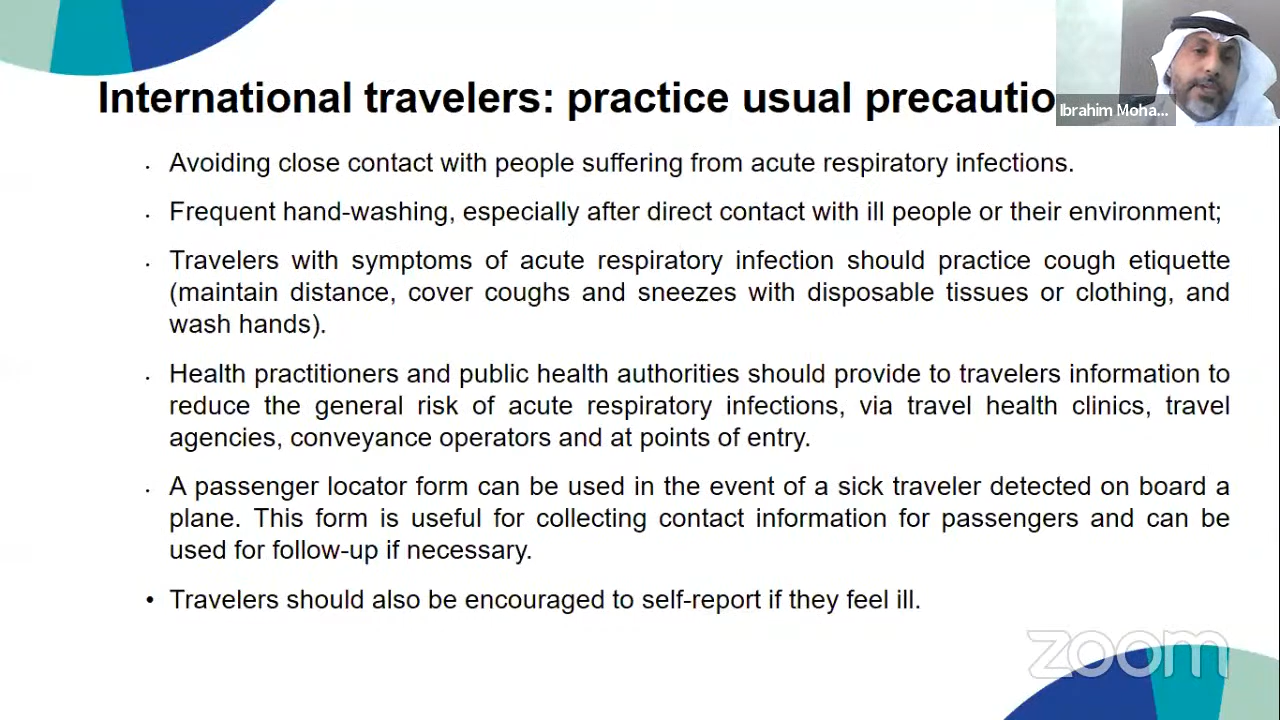 International travelers: practice usual precautio
Ibrahim Moha...
· Avoiding close contact with people suffering from acute respiratory infections.
· Frequent hand-washing, especially after direct contact with ill people or their environment;
· Travelers with symptoms of acute respiratory infection should practice cough etiquette
(maintain distance, cover coughs and sneezes with disposable tissues or clothing, and
wash hands).
· Health practitioners and public health authorities should provide to travelers information to
reduce the general risk of acute respiratory infections, via travel health clinics, travel
agencies, conveyance operators and at points of entry.
· A passenger locator form can be used in the event of a sick traveler detected on board a
plane. This form is useful for collecting contact information for passengers and can be
used for follow-up if necessary.
• Travelers should also be encouraged to self-report if they feel ill.
zoom